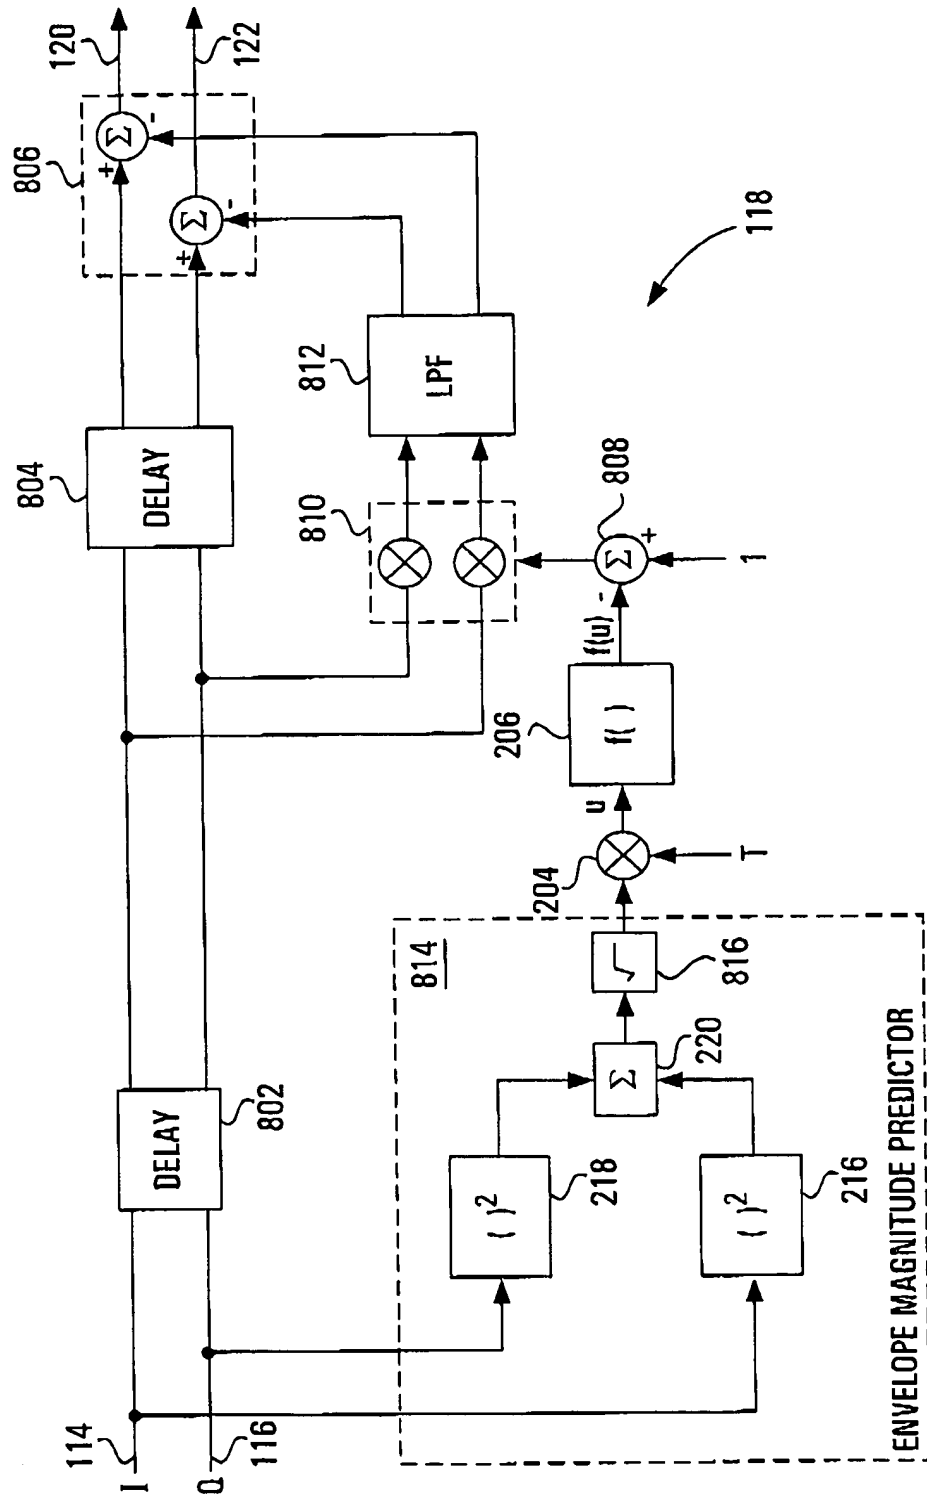 I 114
Q 116
DELAY
802
DELAY
804
806
+
Σ
-
+
Σ
-
120
122
810
LPF
812
118
814
( )²
218
( )²
216
Σ
220
√
816
204
T
u
f( )
206
f(u)
-
Σ
+
808
1
ENVELOPE MAGNITUDE PREDICTOR